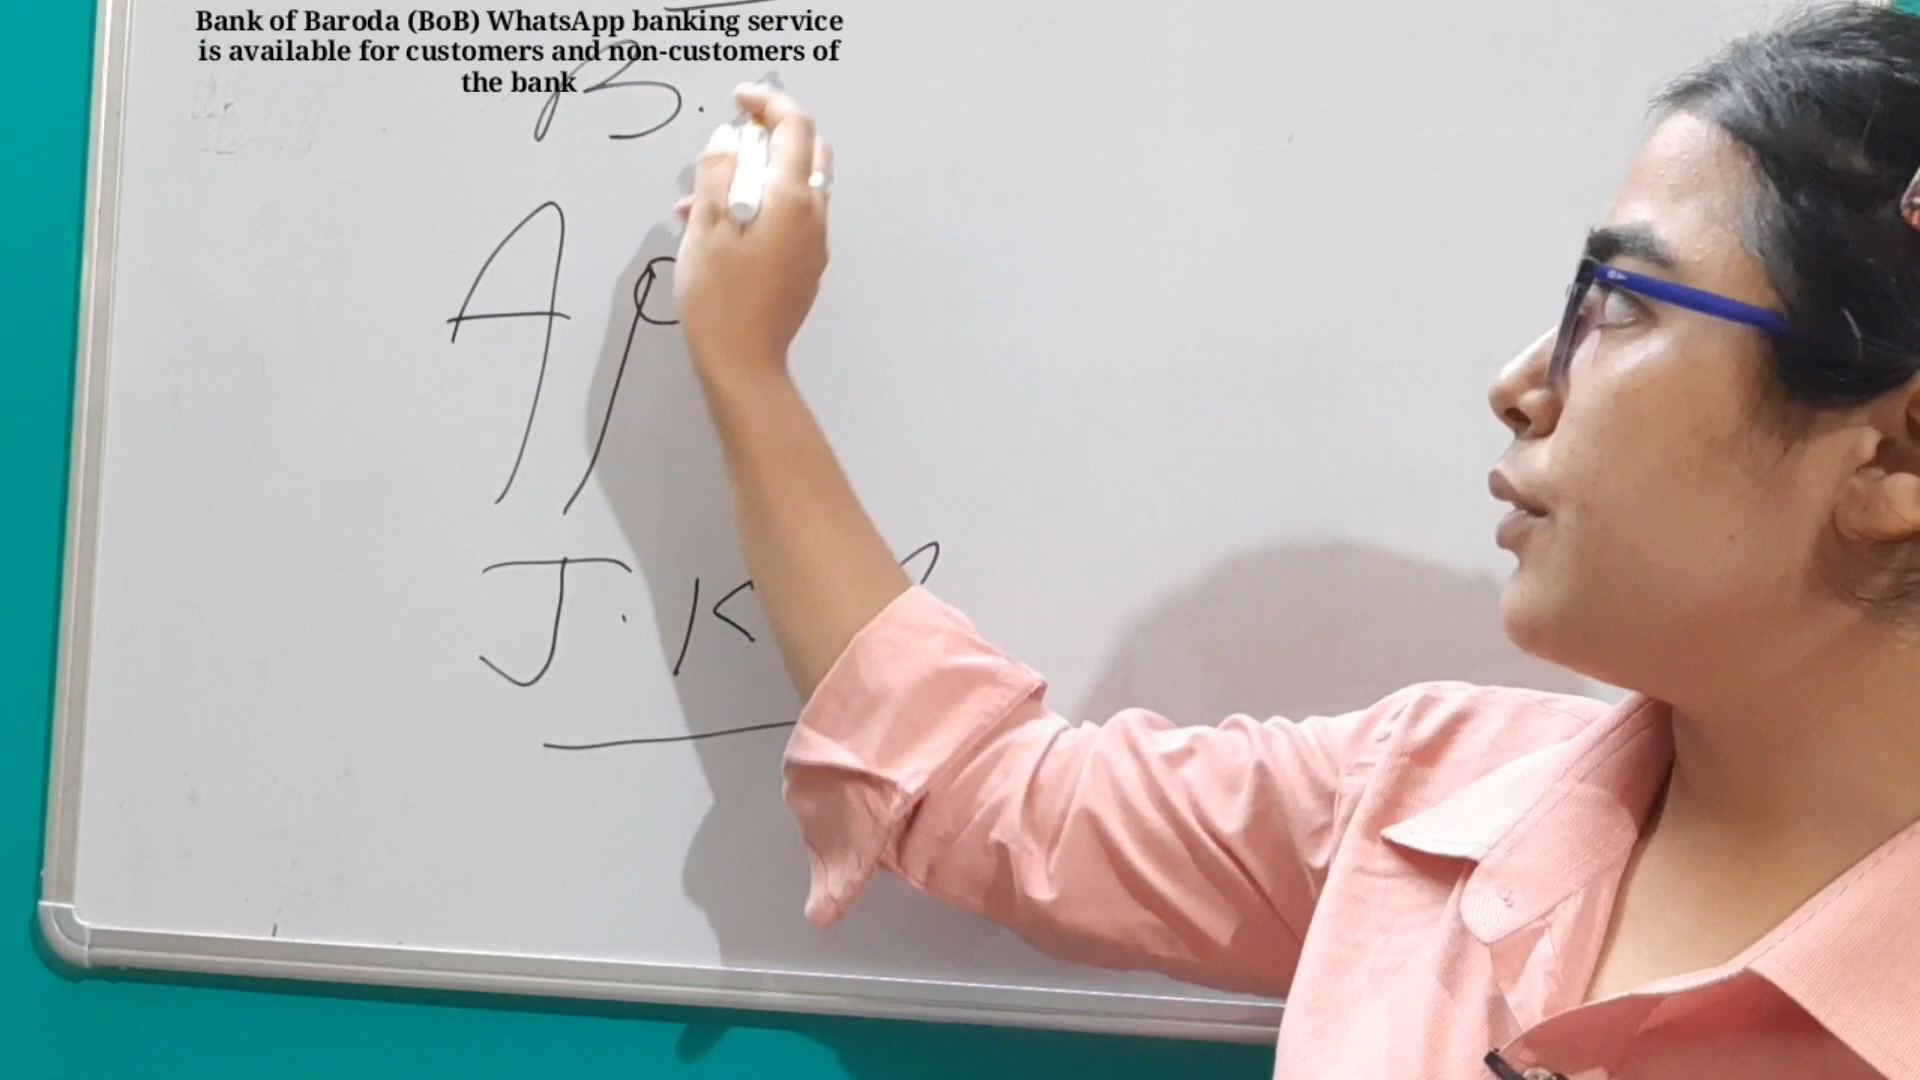 Bank of Baroda (BoB) WhatsApp banking service
is available for customers and non-customers of
the bank
B.
A P
J.K